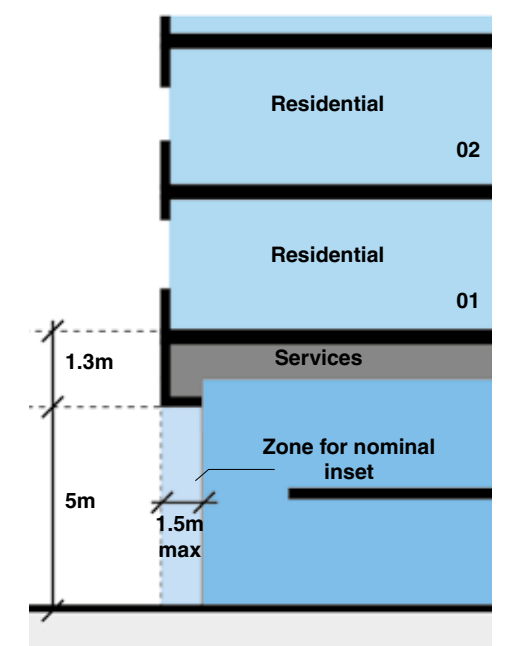 Residential
02
Residential
01
1.3m
Services
Zone for nominal
inset
5m
1.5m
max